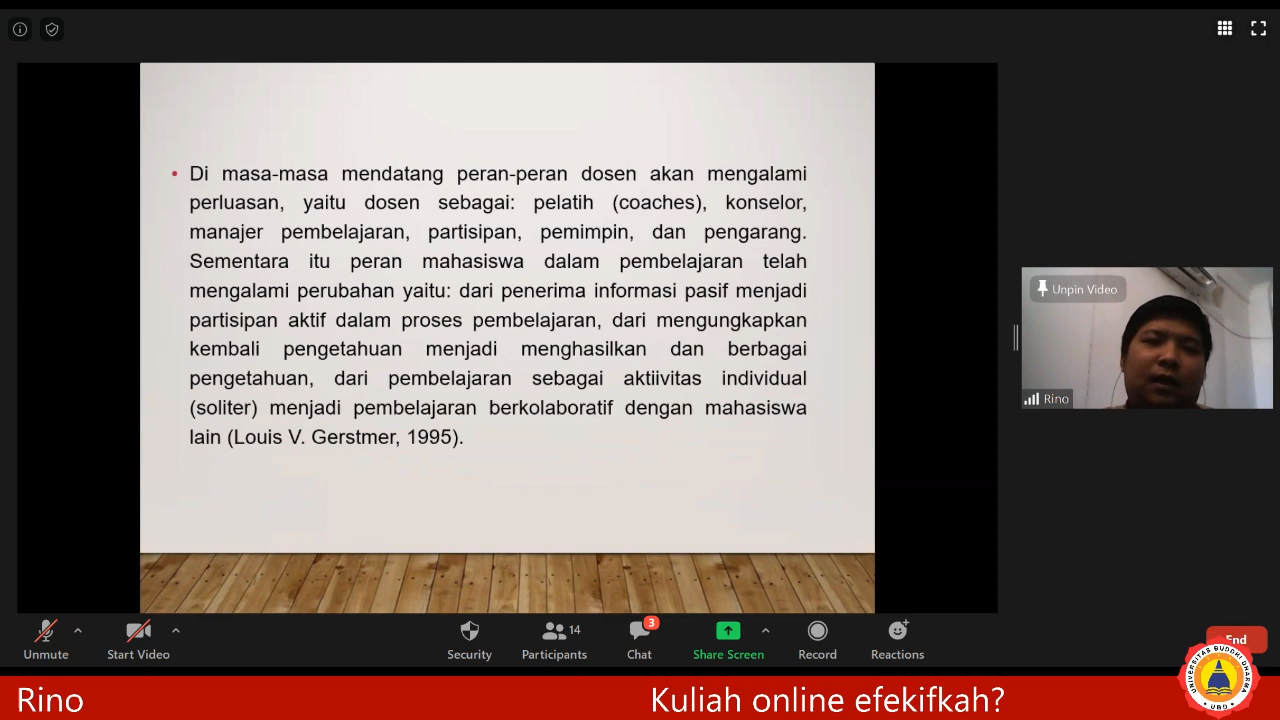 • Di masa-masa mendatang peran-peran dosen akan mengalami
perluasan, yaitu dosen sebagai: pelatih (coaches), konselor,
manajer pembelajaran, partisipan, pemimpin, dan pengarang.
Sementara itu peran mahasiswa dalam pembelajaran telah
mengalami perubahan yaitu: dari penerima informasi pasif menjadi
partisipan aktif dalam proses pembelajaran, dari mengungkapkan
kembali pengetahuan menjadi menghasilkan dan berbagai
pengetahuan, dari pembelajaran sebagai aktiivitas individual
(soliter) menjadi pembelajaran berkolaboratif dengan mahasiswa
lain (Louis V. Gerstmer, 1995).
Unpin Video
Rino
Unmute
Start Video
Security
14
Participants
3
Chat
Share Screen
Record
Reactions
End
UNIVERSITAS BUDDHI DHARMA
UBD
Rino
Kuliah online efekifkah?